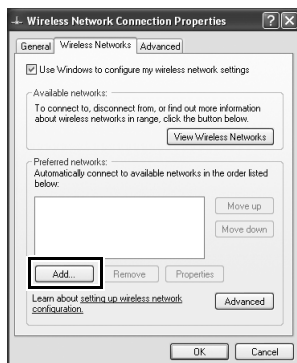 Wireless Network Connection Properties
General Wireless Networks Advanced
Use Windows to configure my wireless network settings
Available networks:
To connect to, disconnect from, or find out more information
about wireless networks in range, click the button below.
View Wireless Networks
Preferred networks:
Automatically connect to available networks in the order listed
below:
Move up
Move down
Add... Remove Properties
Learn about setting up wireless network
configuration.
Advanced
OK Cancel